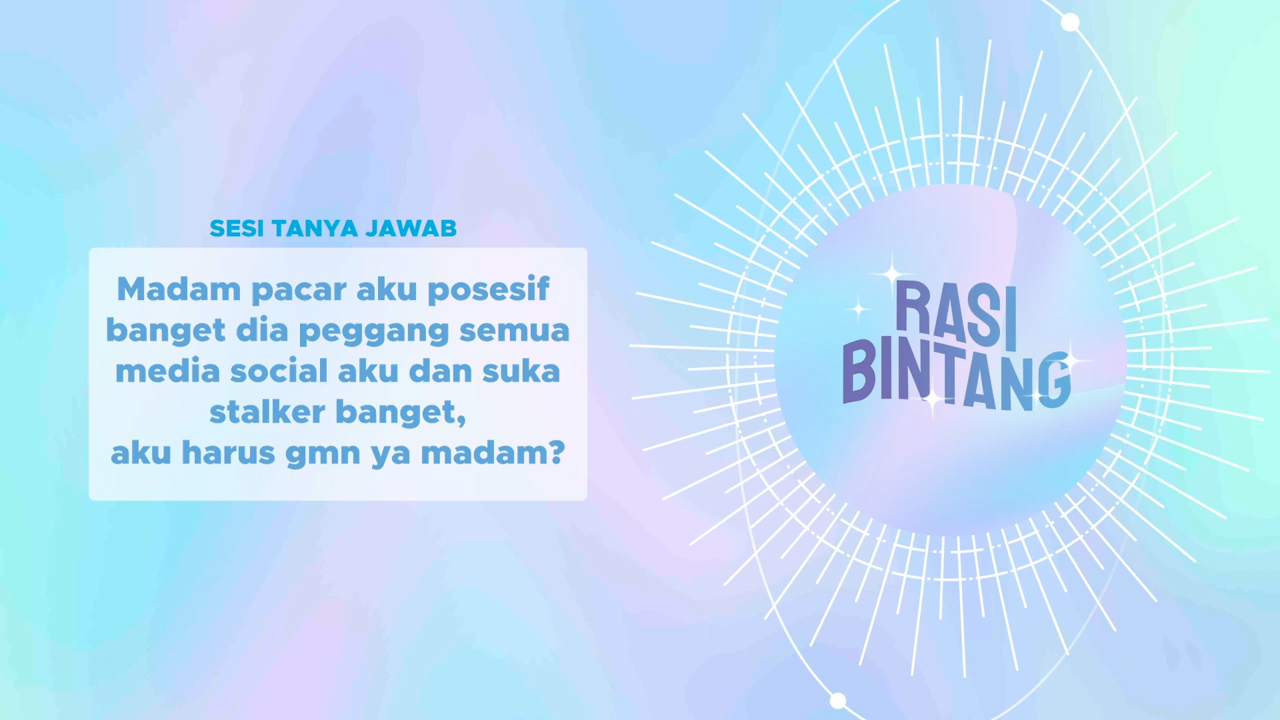 SESI TANYA JAWAB
Madam pacar aku posesif
banget dia peggang semua
media social aku dan suka
stalker banget,
aku harus gmn ya madam?
RASI
BINTANG